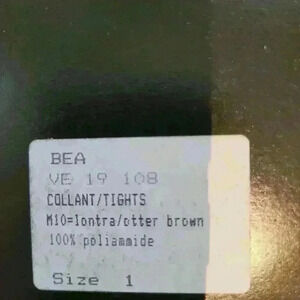 BEA
VE 19 108
COLLANT/TIGHTS
M10=lontra/otter brown
100% poliammide
Size 1